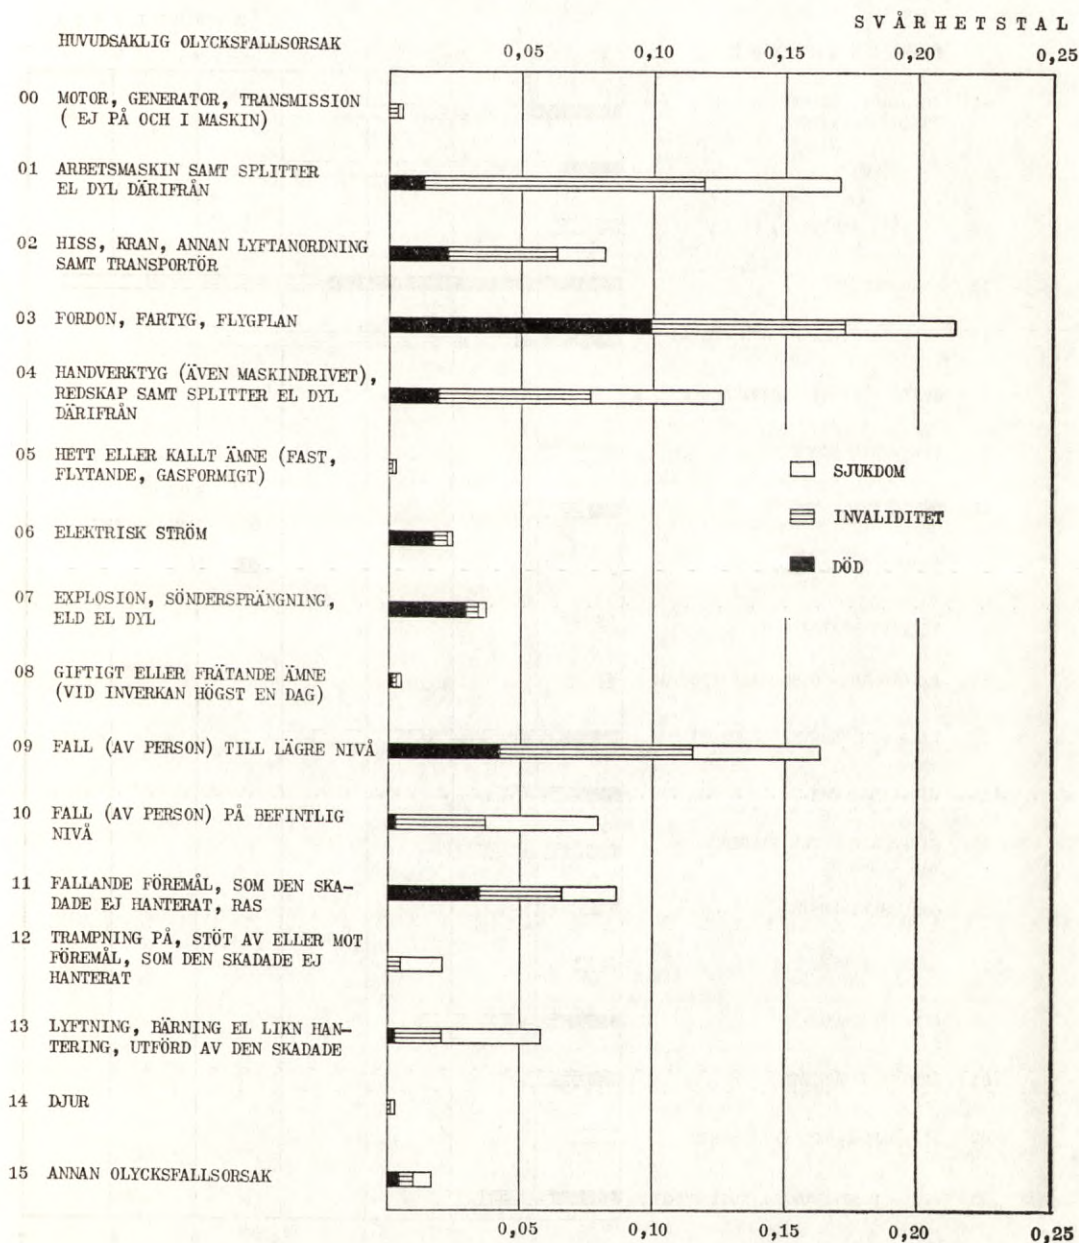 SVÅRHETSTAL
HUVUDSAKLIG OLYCKSFALLSORSAK
0,05 0,10 0,15 0,20 0,25
00 MOTOR, GENERATOR, TRANSMISSION
( EJ PÅ OCH I MASKIN)
01 ARBETSMASKIN SAMT SPLITTER
EL DYL DÄRIFRÅN
02 HISS, KRAN, ANNAN LYFTANORDNING
SAMT TRANSPORTÖR
03 FORDON, FARTYG, FLYGPLAN
04 HANDVERKTYG (ÄVEN MASKINDRIVET),
REDSKAP SAMT SPLITTER EL DYL
DÄRIFRÅN
05 HETT ELLER KALLT ÄMNE (FAST,
FLYTANDE, GASFORMIGT)
SJUKDOM
INVALIDITET
DÖD
06 ELEKTRISK STRÖM
07 EXPLOSION, SÖNDERSPRÄNGNING,
ELD EL DYL
08 GIFTIGT ELLER FRÄTANDE ÄMNE
(VID INVERKAN HÖGST EN DAG)
09 FALL (AV PERSON) TILL LÄGRE NIVÅ
10 FALL (AV PERSON) PÅ BEFINTLIG
NIVÅ
11 FALLANDE FÖREMÅL, SOM DEN SKA-
DADE EJ HANTERAT, RAS
12 TRAMPNING PÅ, STÖT AV ELLER MOT
FÖREMÅL, SOM DEN SKADADE EJ
HANTERAT
13 LYFTNING, BÄRNING EL LIKN HAN-
TERING, UTFÖRD AV DEN SKADADE
14 DJUR
15 ANNAN OLYCKSFALLSORSAK
0,05 0,10 0,15 0,20 0,25